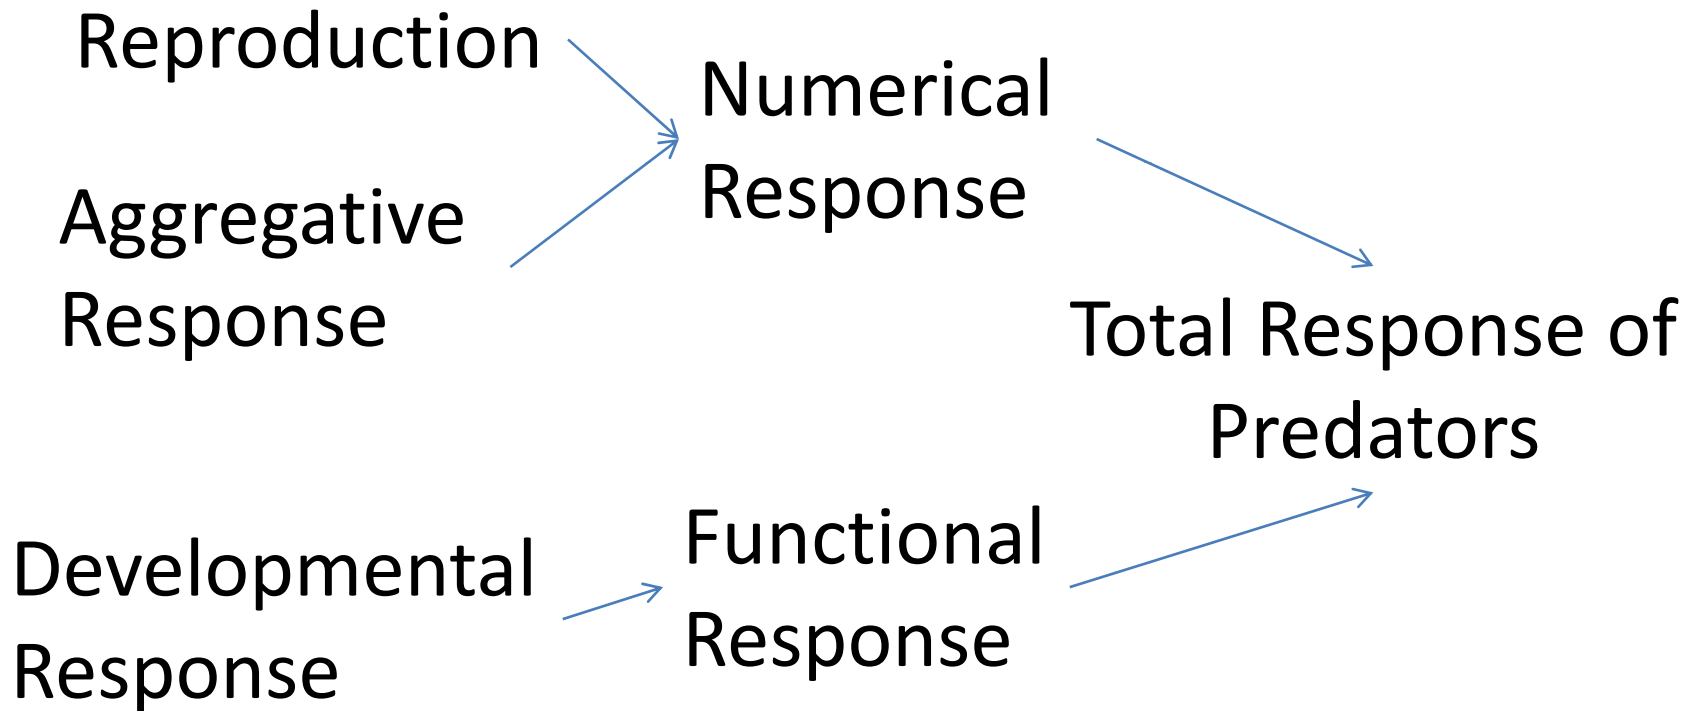 Reproduction
Aggregative
Response
Numerical
Response
Developmental
Response
Functional
Response
Total Response of
Predators